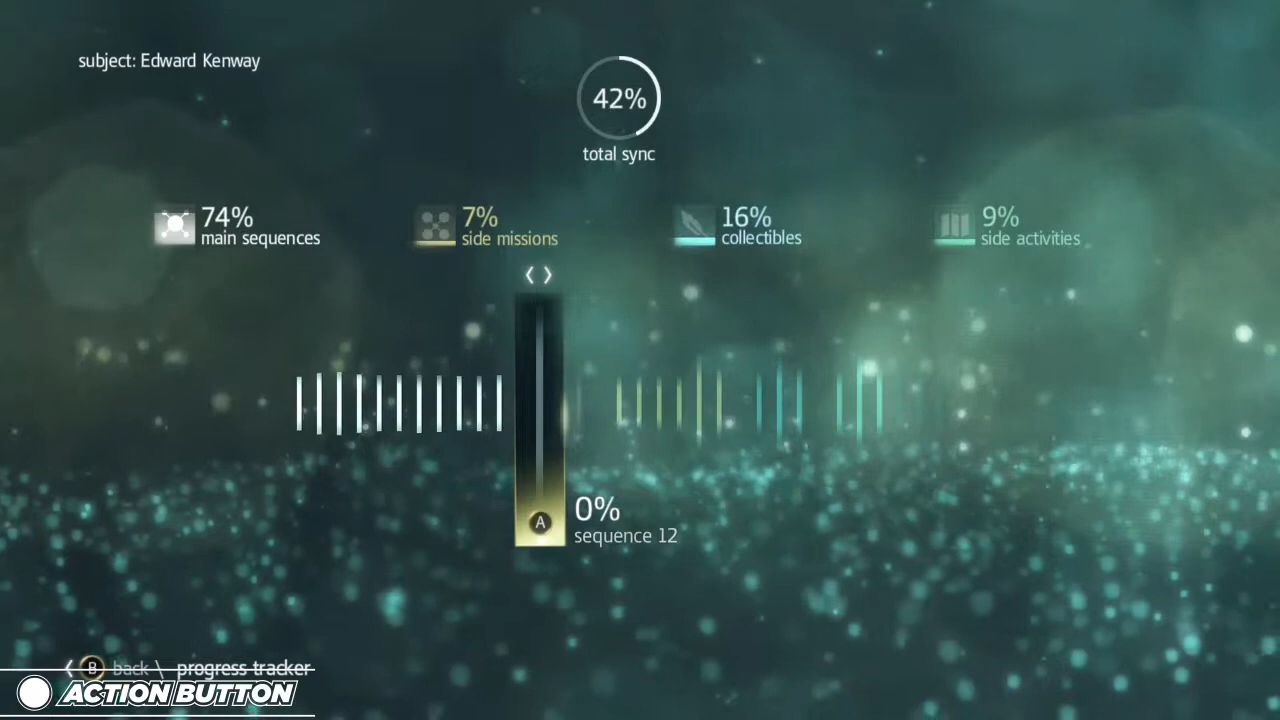 subject: Edward Kenway
42%
total sync
74%
main sequences
7%
side missions
16%
collectibles
9%
side activities
A
0%
sequence 12
B back \ progress tracker
ACTION BUTTON